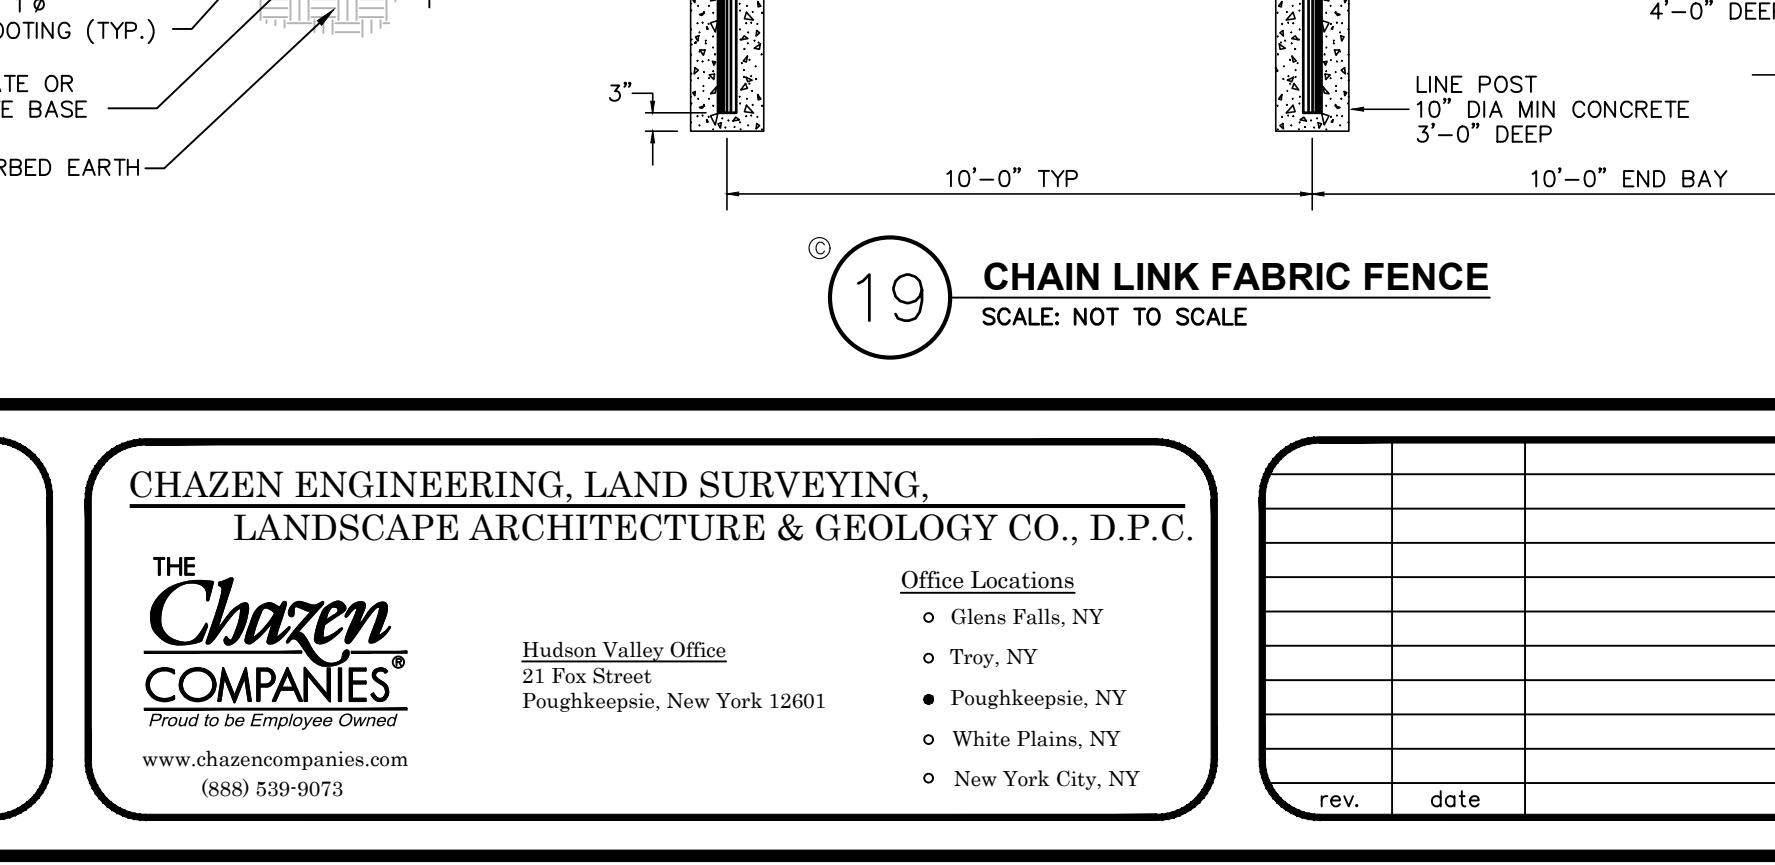 1'ø
OOTING (TYP.)
ATE OR
E BASE
RBED EARTH
3"
4'-0" DEEP
LINE POST
10" DIA MIN CONCRETE
3'-0" DEEP
10'-0" TYP
10'-0" END BAY
©
19
CHAIN LINK FABRIC FENCE
SCALE: NOT TO SCALE
CHAZEN ENGINEERING, LAND SURVEYING,
LANDSCAPE ARCHITECTURE & GEOLOGY CO., D.P.C.
THE
Chazen
COMPANIES®
Proud to be Employee Owned
www.chazencompanies.com
(888) 539-9073
Hudson Valley Office
21 Fox Street
Poughkeepsie, New York 12601
Office Locations
Glens Falls, NY
Troy, NY
Poughkeepsie, NY
White Plains, NY
New York City, NY
rev.
date